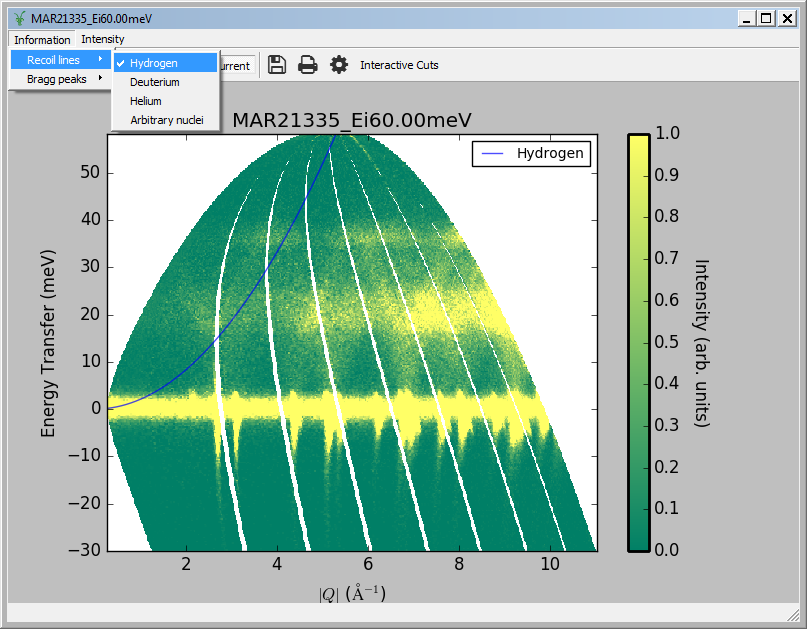 MAR21335_Ei60.00meV
Information Intensity
Recoil lines
Bragg peaks
Hydrogen
Deuterium
Helium
Arbitrary nuclei
urrent
Interactive Cuts
MAR21335_Ei60.00meV
Hydrogen
Energy Transfer (meV)
50
40
30
20
10
0
−10
−20
−30
2 4 6 8 10
|Q| (Å⁻¹)
1.0
0.9
0.8
0.7
0.6
0.5
0.4
0.3
0.2
0.1
0.0
Intensity (arb. units)